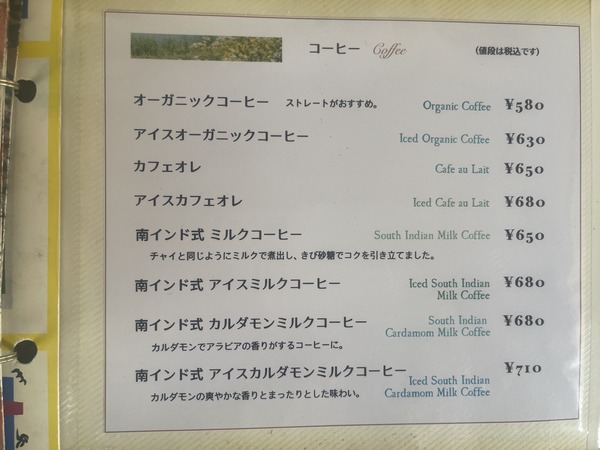 コーヒー Coffee (値段は税込です)
オーガニックコーヒー ストレートがおすすめ。 Organic Coffee ¥580
アイスオーガニックコーヒー Iced Organic Coffee ¥630
カフェオレ Cafe au Lait ¥650
アイスカフェオレ Iced Cafe au Lait ¥680
南インド式 ミルクコーヒー South Indian Milk Coffee ¥650
チャイと同じようにミルクで煮出し、きび砂糖でコクを引き立てました。
南インド式 アイスミルクコーヒー Iced South Indian ¥680
Milk Coffee
南インド式 カルダモンミルクコーヒー South Indian ¥680
Cardamom Milk Coffee
カルダモンでアラビアの香りがするコーヒーに。
南インド式 アイスカルダモンミルクコーヒー ¥710
Iced South Indian
Cardamom Milk Coffee
カルダモンの爽やかな香りとまったりとした味わい。